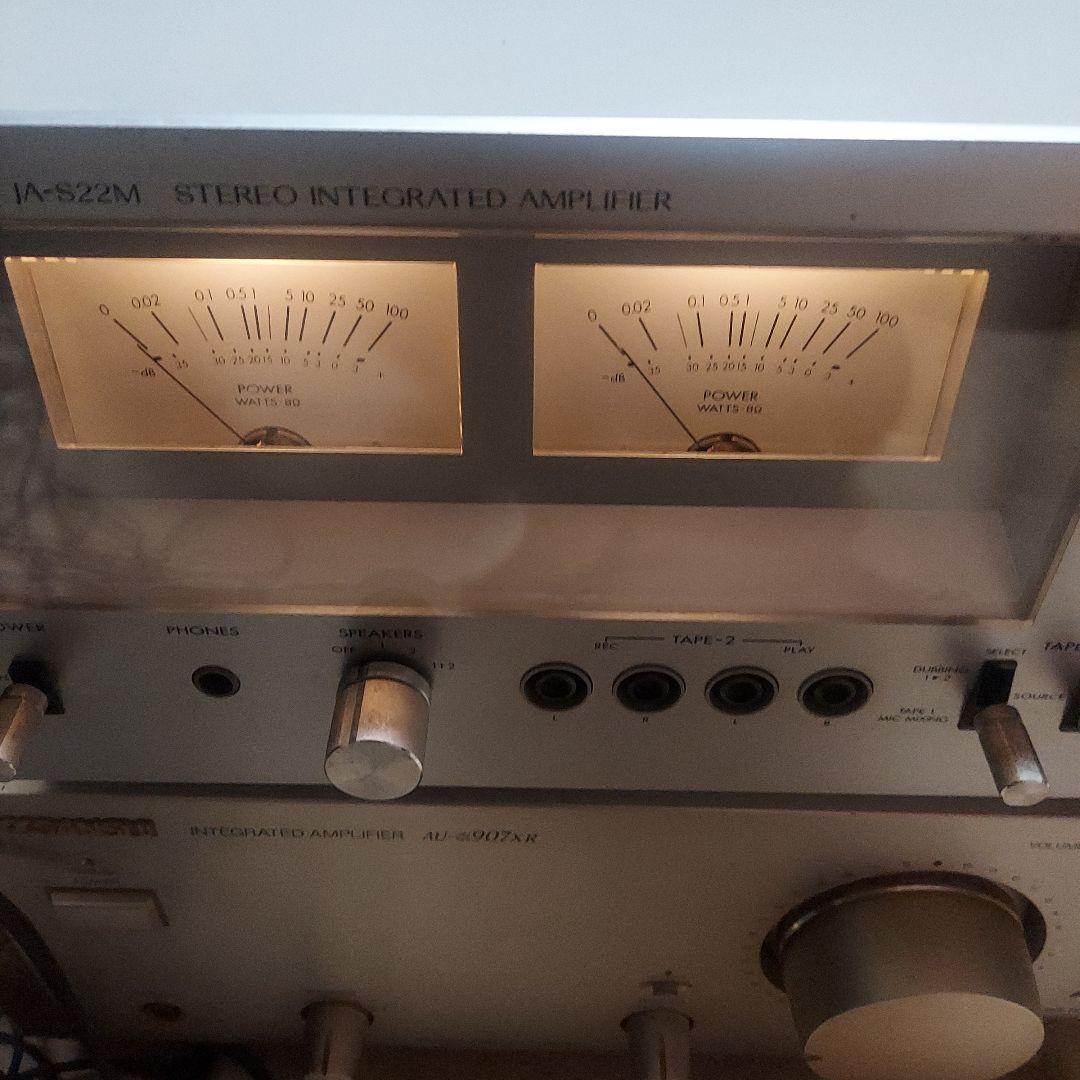 JA-S22M STEREO INTEGRATED AMPLIFIER
0 0.02 0.1 0.5 1 5 10 25 50 100
-dB 35 30 25 20 15 10 5 3 0 3 +
POWER
WATTS·8Ω
0 0.02 0.1 0.5 1 5 10 25 50 100
-dB 35 30 25 20 15 10 5 3 0 3 +
POWER
WATTS·8Ω
OWER
PHONES
SPEAKERS
OFF 1 2 1+2
TAPE-2
REC PLAY
L R L R
SELECT
DUBBING
1▸2
TAPE 1
MIC MIXING
TAPE
SOURCE
INTEGRATED AMPLIFIER AU-α907XR
POWER
VOLUME